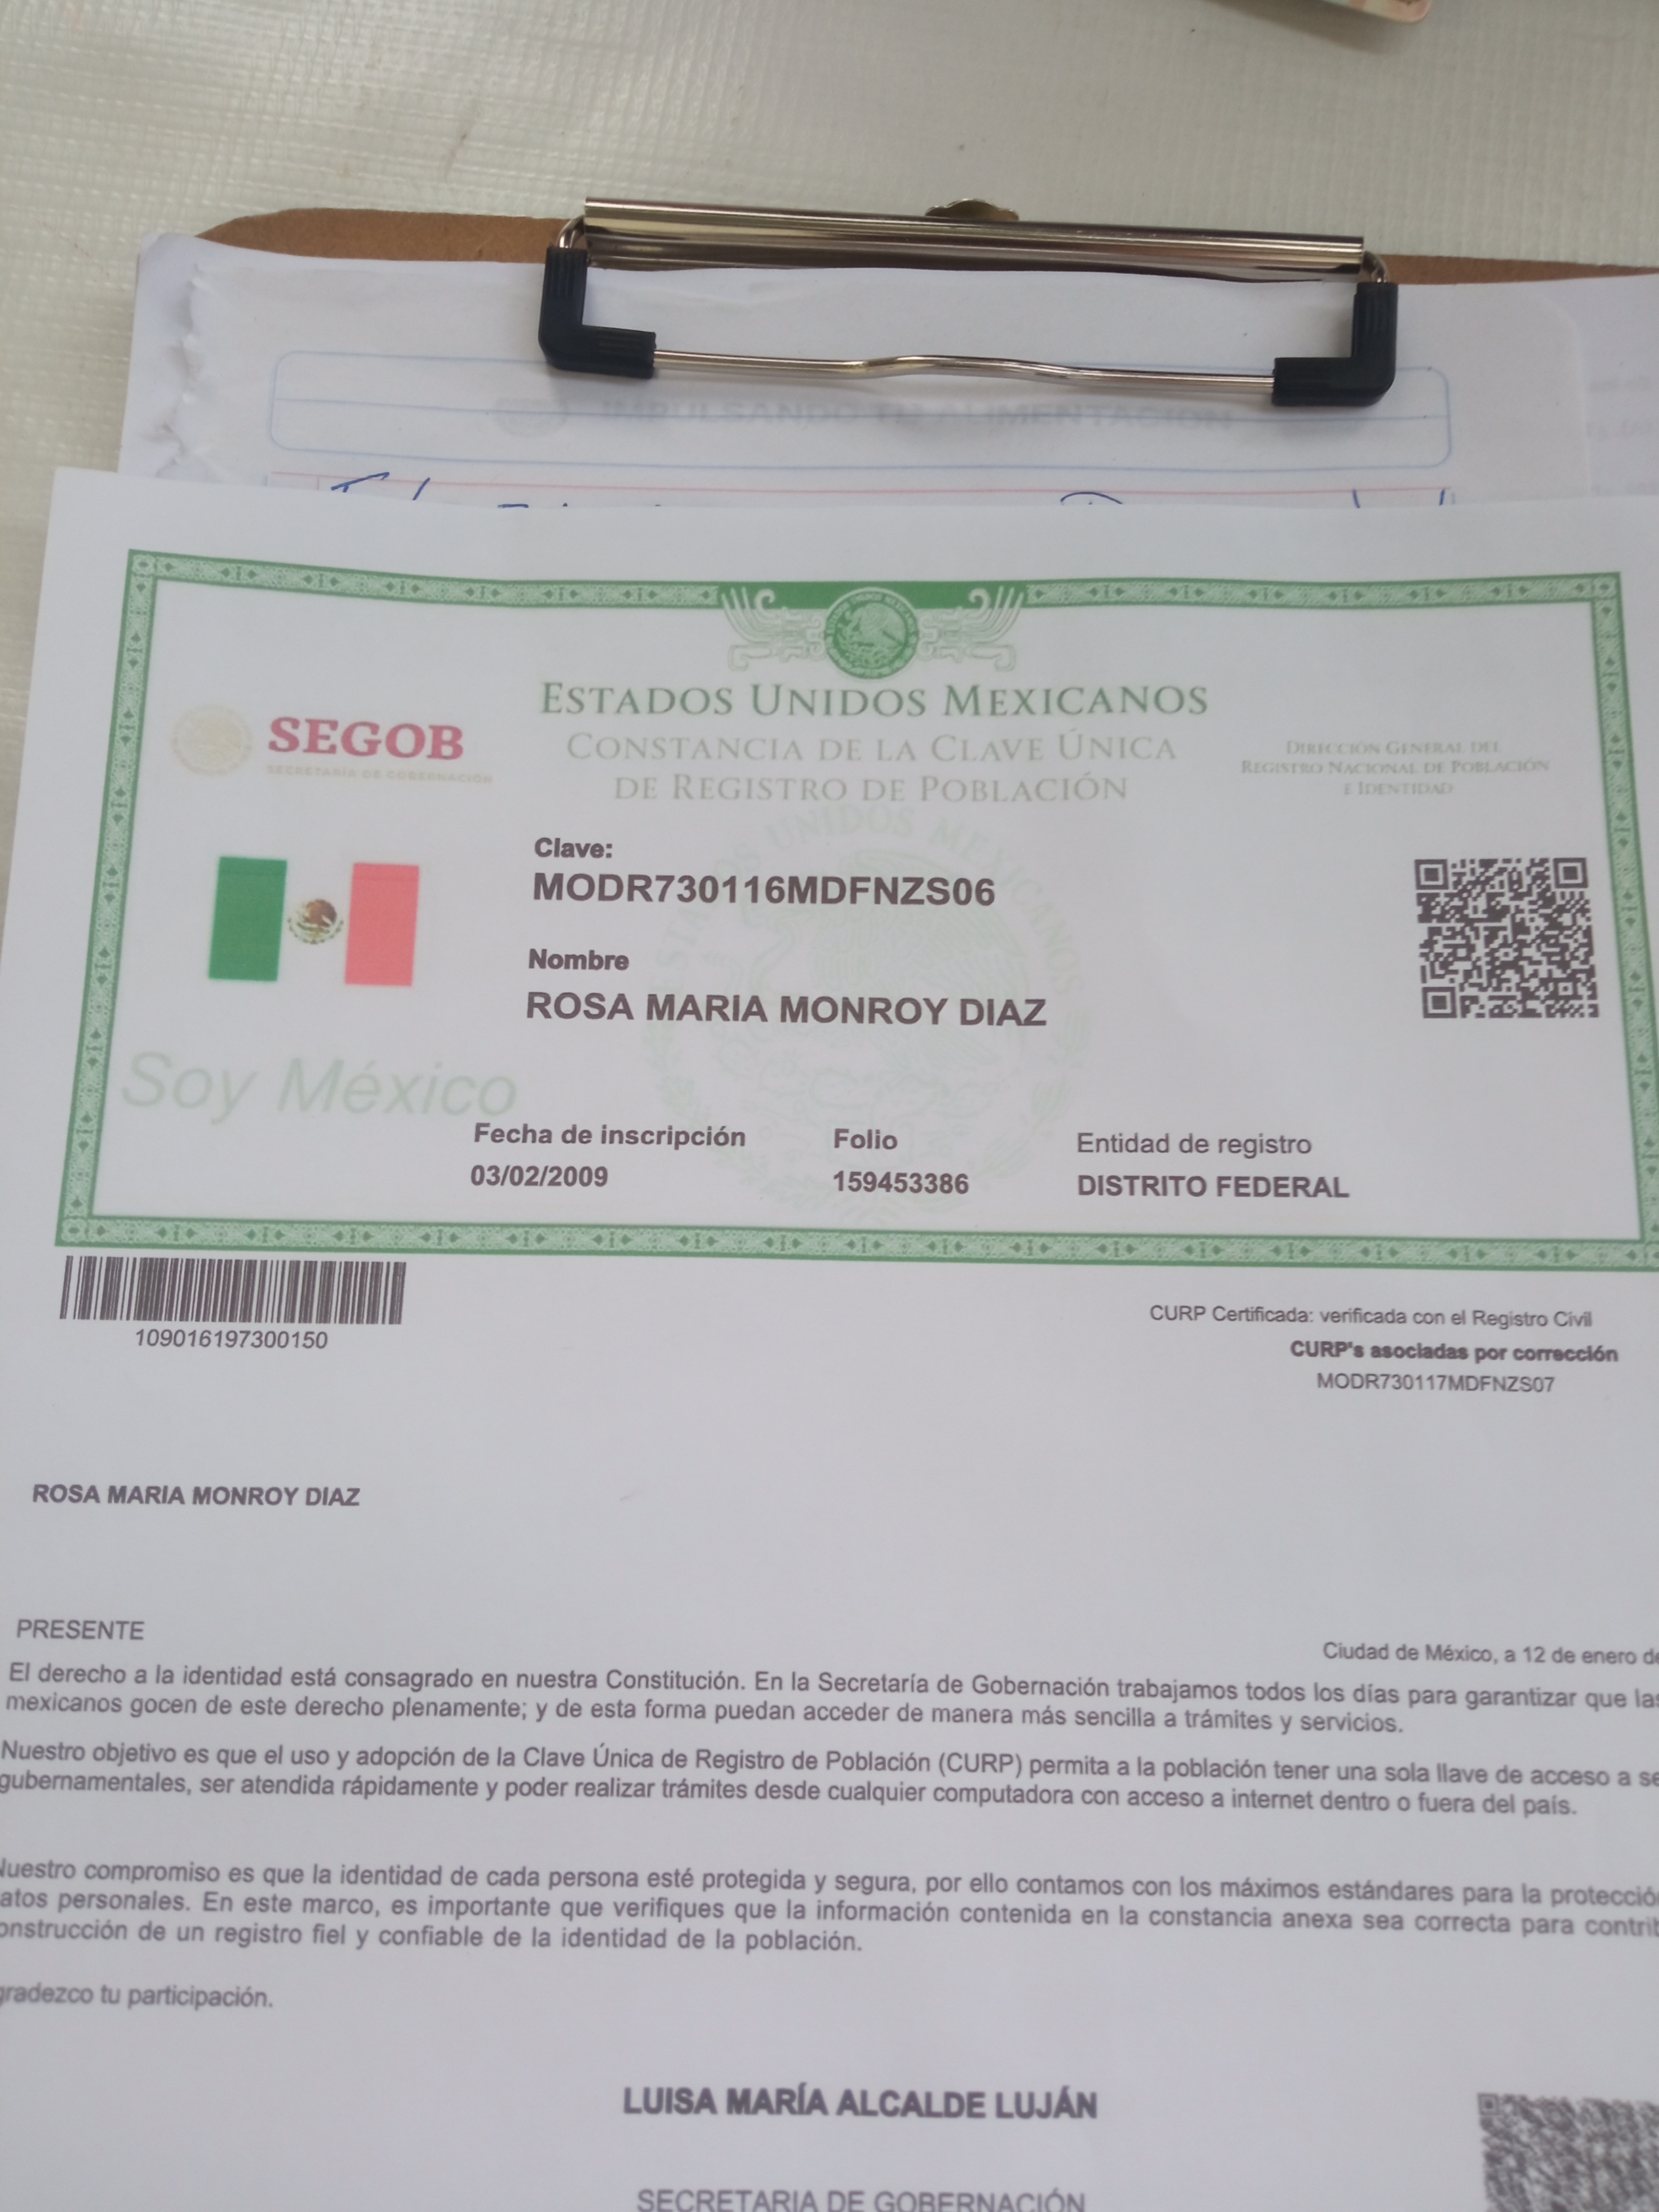 IMPULSANDO TU ALIMENTACIÓN
ESTADOS UNIDOS MEXICANOS
SEGOB
SECRETARÍA DE GOBERNACIÓN
CONSTANCIA DE LA CLAVE ÚNICA
DE REGISTRO DE POBLACIÓN
DIRECCIÓN GENERAL DEL
REGISTRO NACIONAL DE POBLACIÓN
E IDENTIDAD
Clave:
MODR730116MDFNZS06
Nombre
ROSA MARIA MONROY DIAZ
Soy México
Fecha de inscripción
Folio
Entidad de registro
03/02/2009
159453386
DISTRITO FEDERAL
109016197300150
CURP Certificada: verificada con el Registro Civil
CURP's asociadas por corrección
MODR730117MDFNZS07
ROSA MARIA MONROY DIAZ
PRESENTE
Ciudad de México, a 12 de enero de
El derecho a la identidad está consagrado en nuestra Constitución. En la Secretaría de Gobernación trabajamos todos los días para garantizar que las
mexicanos gocen de este derecho plenamente; y de esta forma puedan acceder de manera más sencilla a trámites y servicios.
Nuestro objetivo es que el uso y adopción de la Clave Única de Registro de Población (CURP) permita a la población tener una sola llave de acceso a se
gubernamentales, ser atendida rápidamente y poder realizar trámites desde cualquier computadora con acceso a internet dentro o fuera del país.
Nuestro compromiso es que la identidad de cada persona esté protegida y segura, por ello contamos con los máximos estándares para la protección
atos personales. En este marco, es importante que verifiques que la información contenida en la constancia anexa sea correcta para contrib
onstrucción de un registro fiel y confiable de la identidad de la población.
gradezco tu participación.
LUISA MARÍA ALCALDE LUJÁN
SECRETARIA DE GOBERNACIÓN